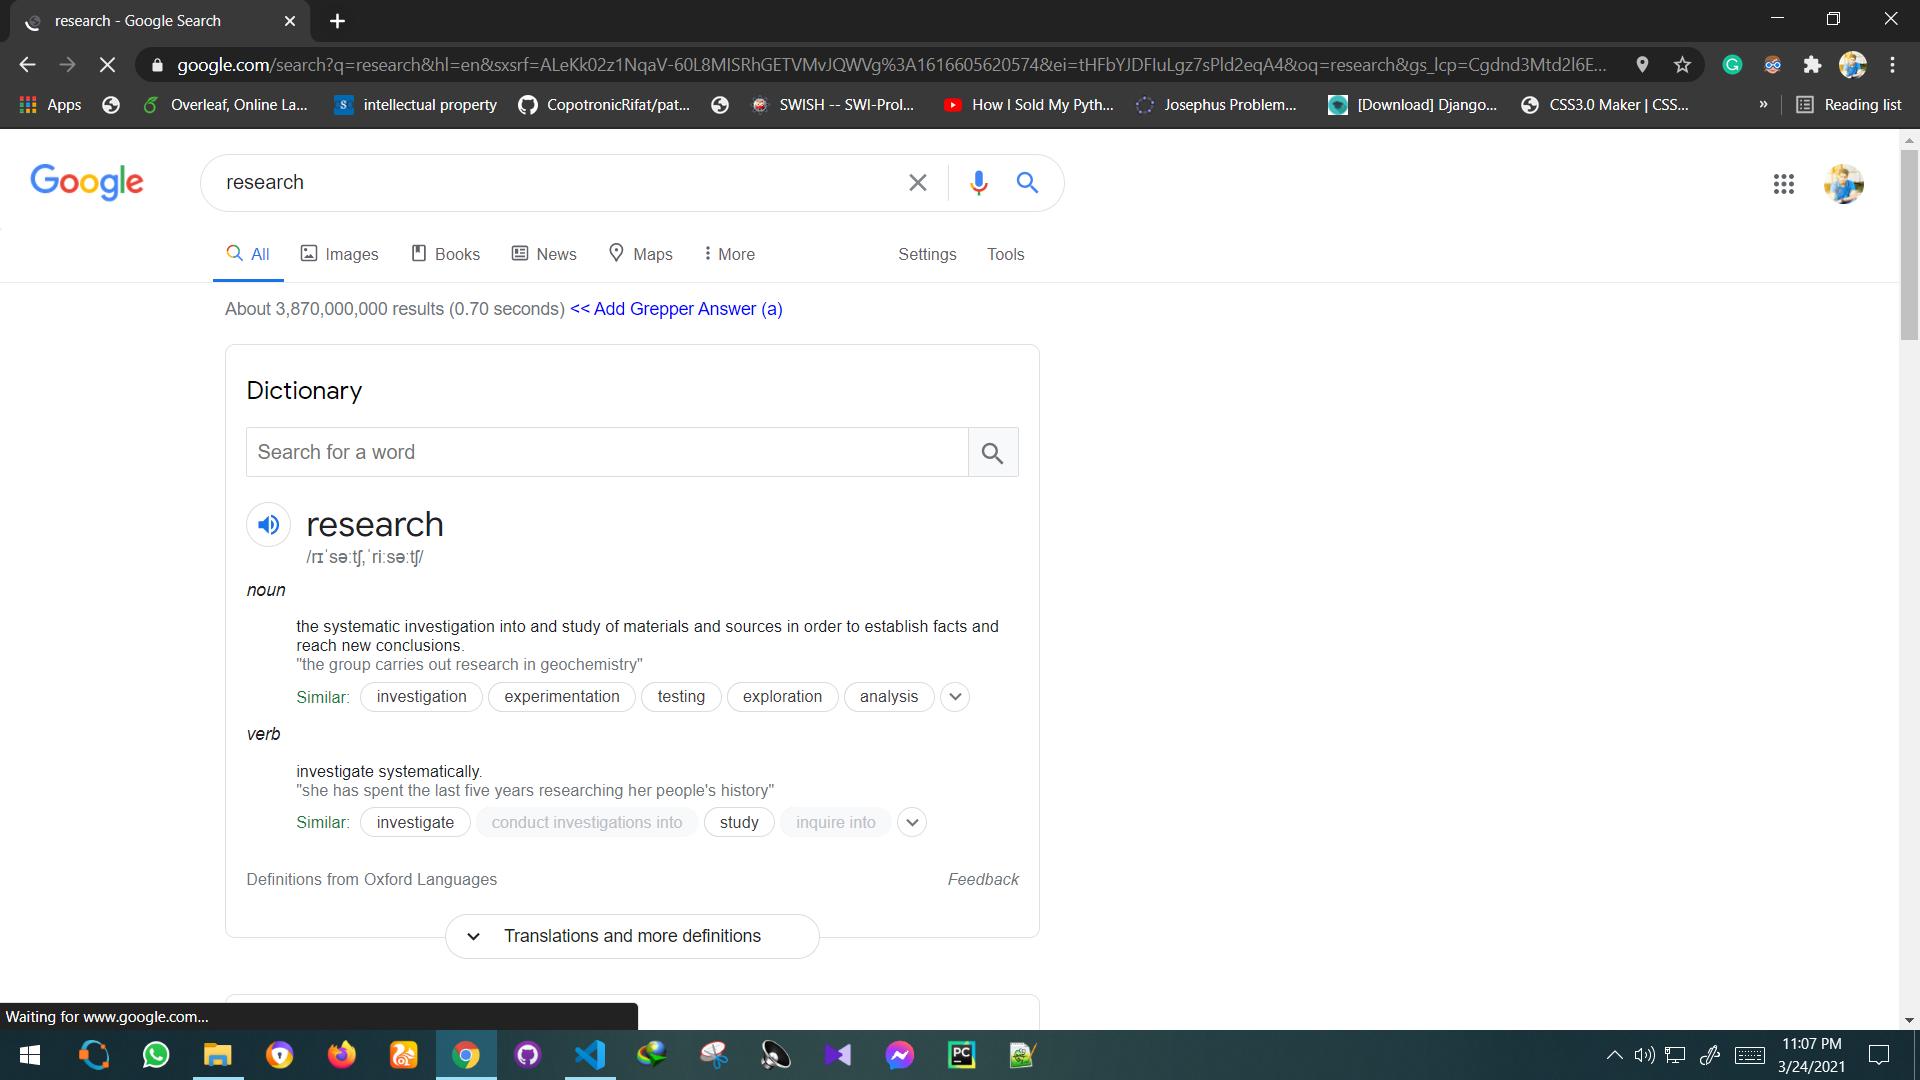 research - Google Search
google.com/search?q=research&hl=en&sxsrf=ALeKk02z1NqaV-60L8MISRhGETVMvJQWVg%3A1616605620574&ei=tHFbYJDFIuLgz7sPld2eqA4&oq=research&gs_lcp=Cgdnd3Mtd2l6E...
Apps Overleaf, Online La... intellectual property CopotronicRifat/pat... SWISH -- SWI-Prol... How I Sold My Pyth... Josephus Problem... [Download] Django... CSS3.0 Maker | CSS... » Reading list
Google research
All Images Books News Maps More Settings Tools
About 3,870,000,000 results (0.70 seconds) << Add Grepper Answer (a)
Dictionary
Search for a word
research
/rɪˈsəːtʃ,ˈriːsəːtʃ/
noun
the systematic investigation into and study of materials and sources in order to establish facts and
reach new conclusions.
"the group carries out research in geochemistry"
Similar: investigation experimentation testing exploration analysis
verb
investigate systematically.
"she has spent the last five years researching her people's history"
Similar: investigate conduct investigations into study inquire into
Definitions from Oxford Languages Feedback
Translations and more definitions
Waiting for www.google.com...
11:07 PM
3/24/2021